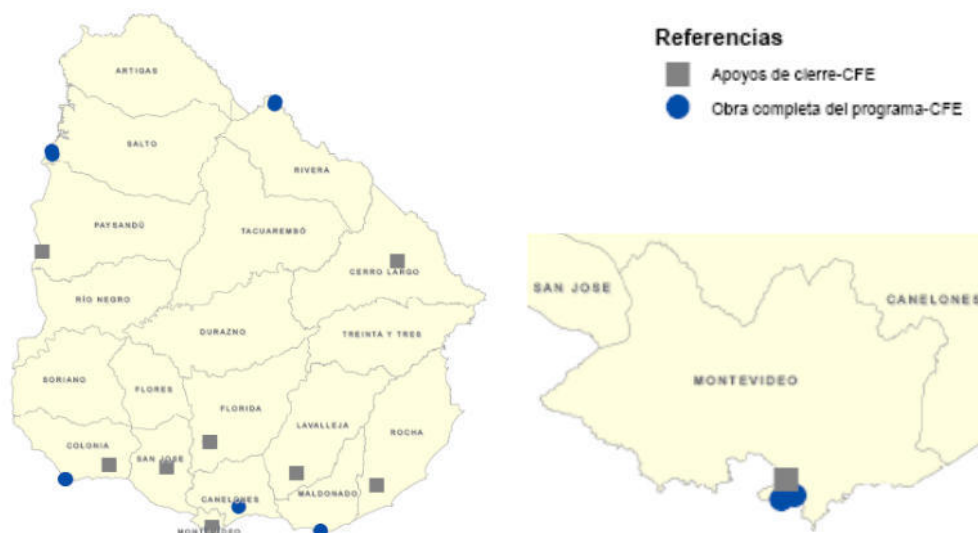 Referencias
Apoyos de cierre-CFE
Obra completa del programa-CFE
ARTIGAS
SALTO
RIVERA
PAYSANDÚ
TACUAREMBÓ
CERRO LARGO
RÍO NEGRO
DURAZNO
TREINTA Y TRES
SORIANO
FLORES
FLORIDA
LAVALLEJA
ROCHA
COLONIA
SAN JOSE
CANELONES
MALDONADO
MONTEVIDEO
SAN JOSE
CANELONES
MONTEVIDEO